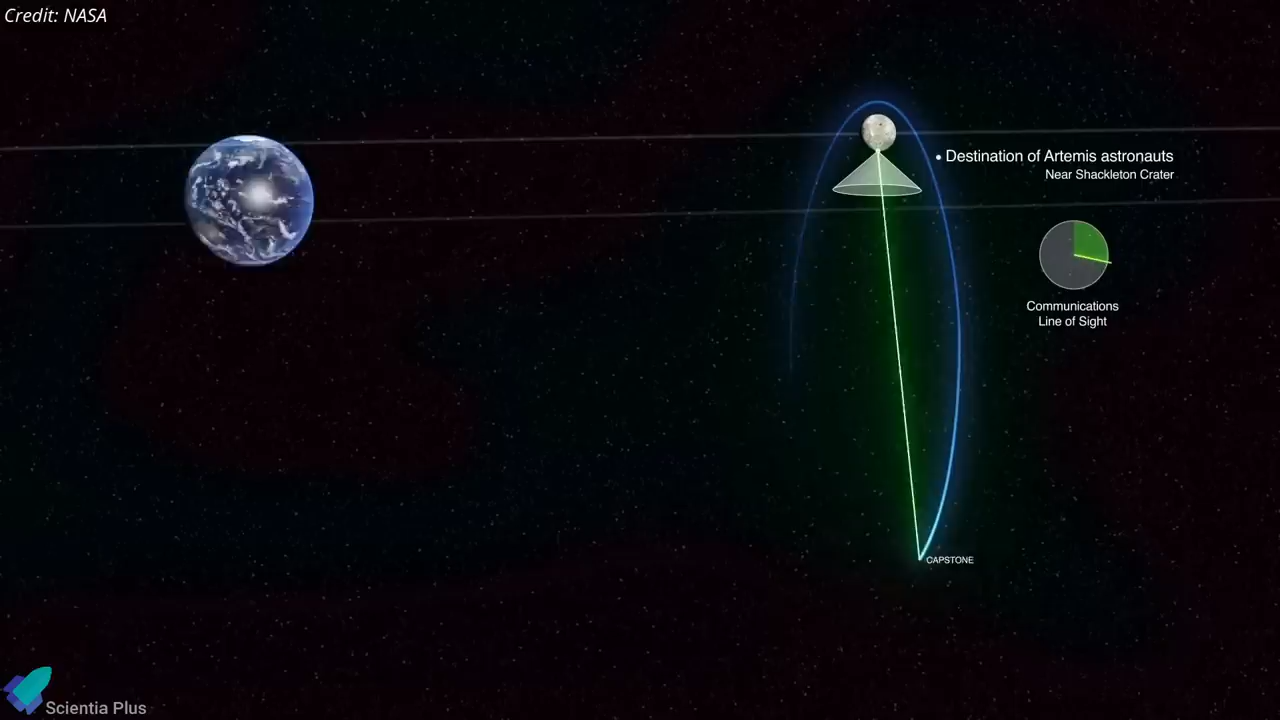 Credit: NASA
• Destination of Artemis astronauts
Near Shackleton Crater
Communications
Line of Sight
CAPSTONE
Scientia Plus